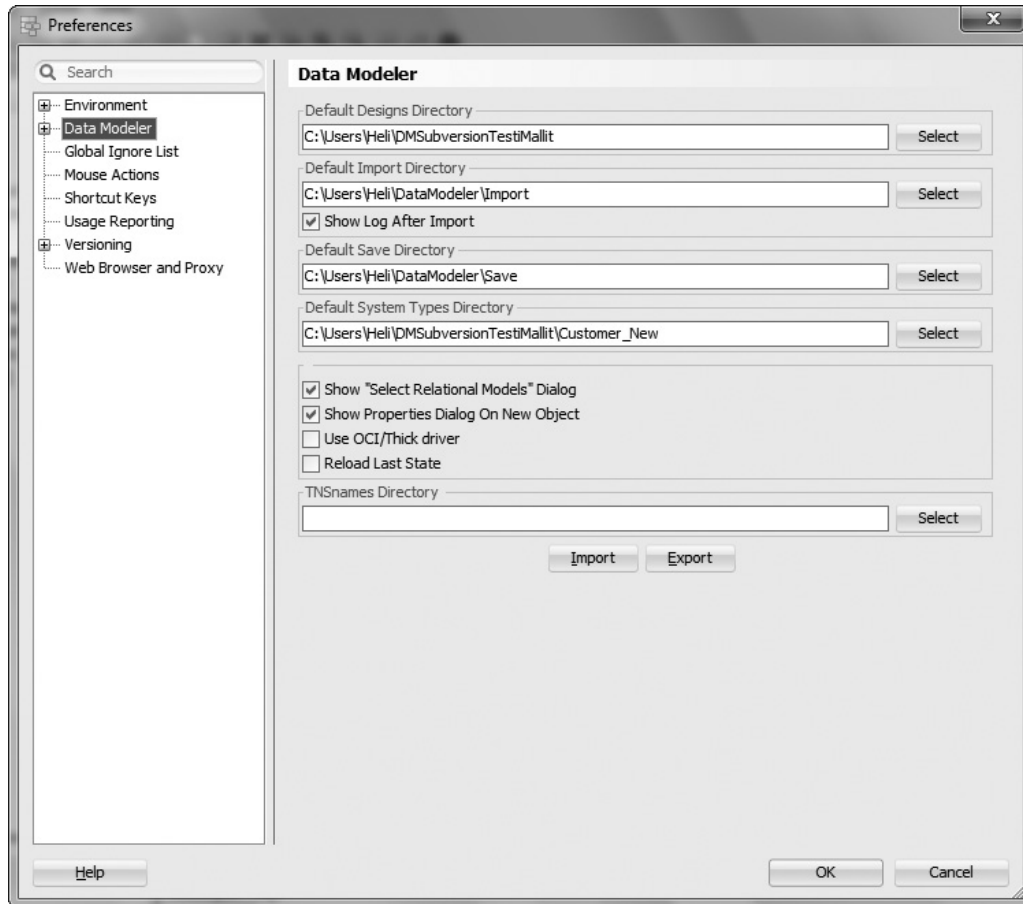 Preferences
Search
Environment
Data Modeler
Global Ignore List
Mouse Actions
Shortcut Keys
Usage Reporting
Versioning
Web Browser and Proxy
Data Modeler
Default Designs Directory
C:\Users\Heli\DMSubversionTestiMallit
Select
Default Import Directory
C:\Users\Heli\DataModeler\Import
Select
Show Log After Import
Default Save Directory
C:\Users\Heli\DataModeler\Save
Select
Default System Types Directory
C:\Users\Heli\DMSubversionTestiMallit\Customer_New
Select
Show "Select Relational Models" Dialog
Show Properties Dialog On New Object
Use OCI/Thick driver
Reload Last State
TNSnames Directory
Select
Import Export
Help
OK Cancel